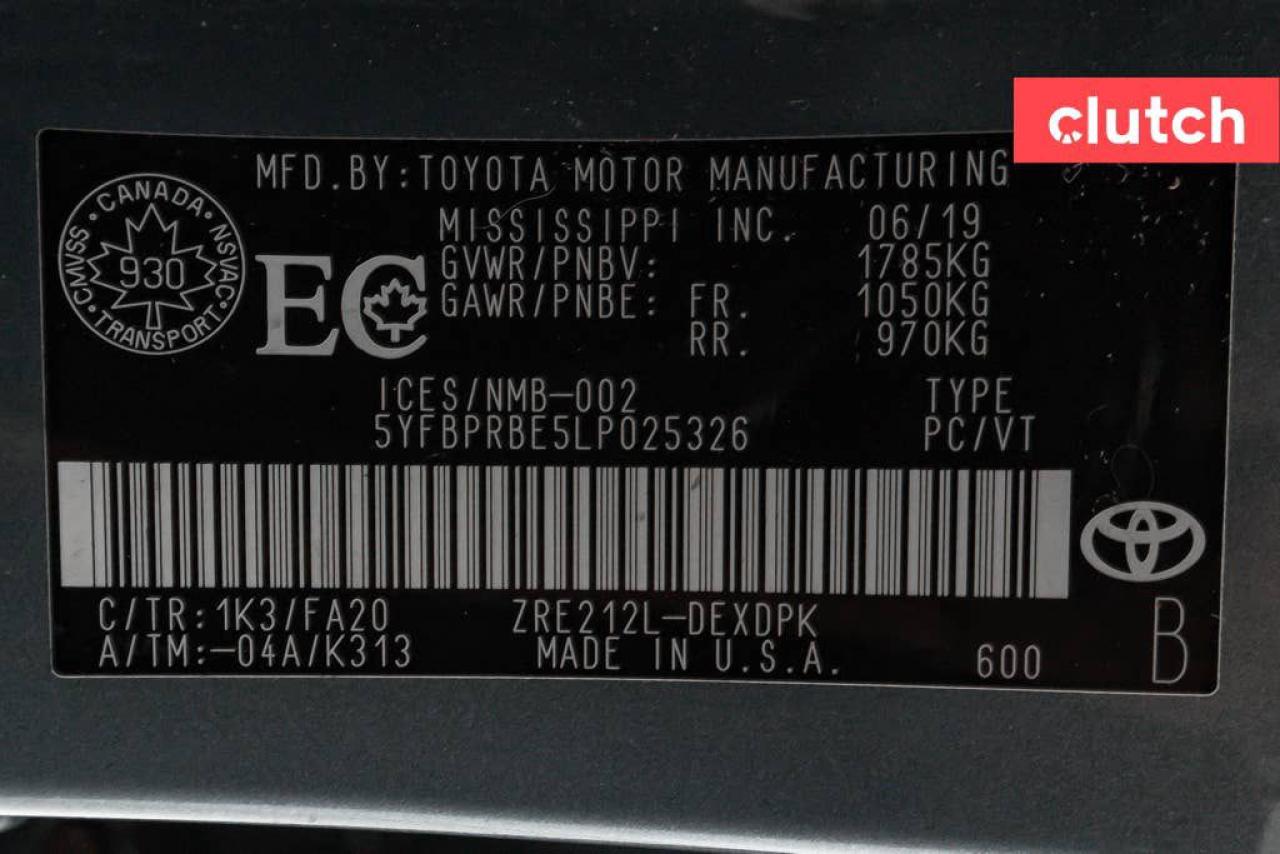 clutch
MFD.BY:TOYOTA MOTOR MANUFACTURING
MISSISSIPPI INC. 06/19
GVWR/PNBV: 1785KG
GAWR/PNBE: FR. 1050KG
RR. 970KG
CANADA
CMVSS
930
NSVAC
TRANSPORT
EC
ICES/NMB-002 TYPE
5YFBPRBE5LP025326 PC/VT
C/TR:1K3/FA20 ZRE212L-DEXDPK
A/TM:-04A/K313 MADE IN U.S.A. 600 B